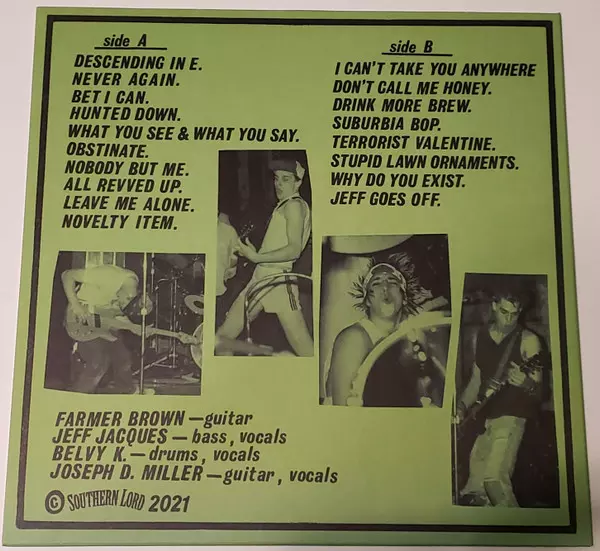 side A
DESCENDING IN E.
NEVER AGAIN.
BET I CAN.
HUNTED DOWN.
WHAT YOU SEE & WHAT YOU SAY.
OBSTINATE.
NOBODY BUT ME.
ALL REVVED UP.
LEAVE ME ALONE.
NOVELTY ITEM.
side B
I CAN'T TAKE YOU ANYWHERE
DON'T CALL ME HONEY.
DRINK MORE BREW.
SUBURBIA BOP.
TERRORIST VALENTINE.
STUPID LAWN ORNAMENTS.
WHY DO YOU EXIST.
JEFF GOES OFF.
FARMER BROWN — guitar
JEFF JACQUES — bass, vocals
BELVY K. — drums, vocals
JOSEPH D. MILLER — guitar, vocals
© SOUTHERN LORD 2021